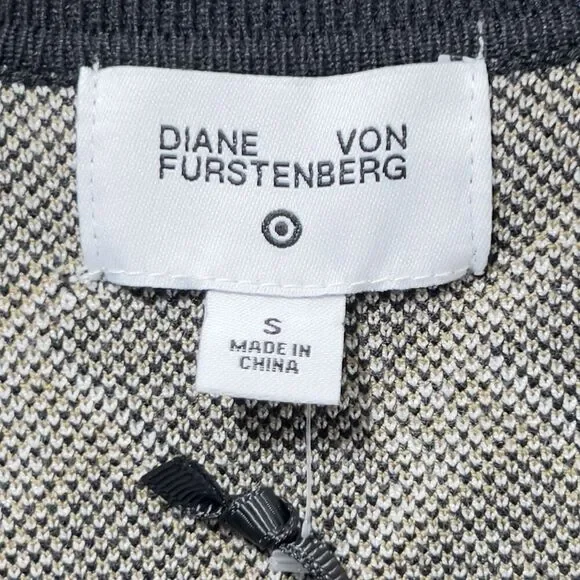 DIANE VON
FURSTENBERG
S
MADE IN
CHINA